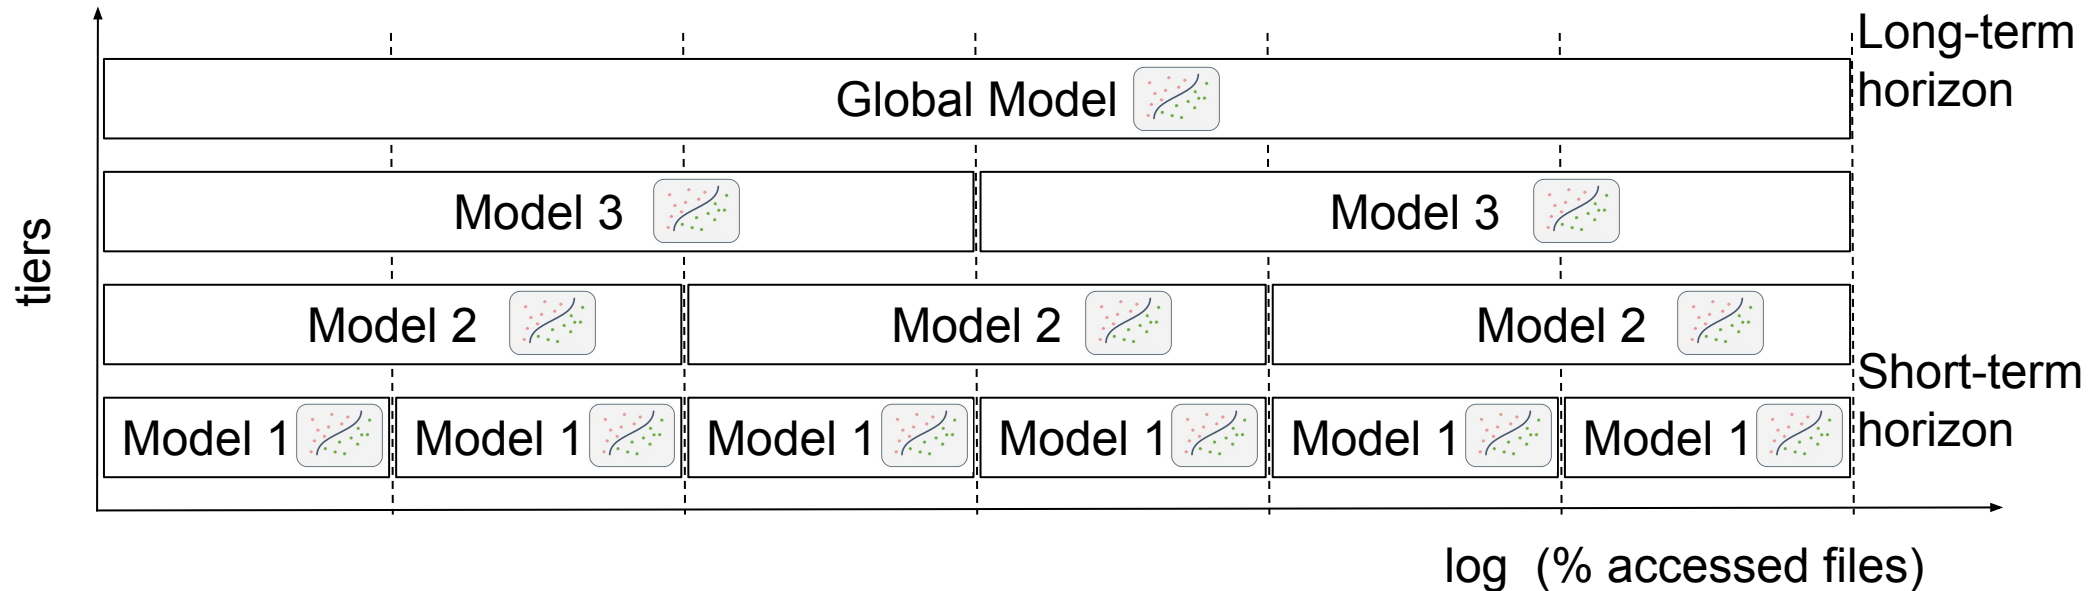 Long-term
horizon
Global Model
Model 3 Model 3
tiers
Model 2 Model 2 Model 2
Short-term
horizon
Model 1 Model 1 Model 1 Model 1 Model 1 Model 1
log (% accessed files)